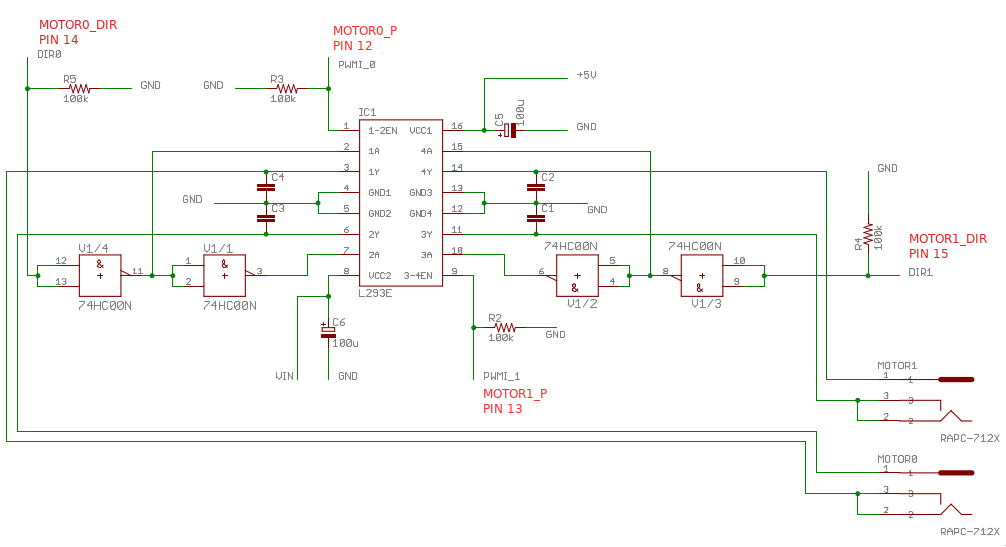 MOTOR0_DIR
PIN 14
DIR0
MOTOR0_P
PIN 12
PWMI_0
R5
100k
GND
GND
R3
100k
+5V
C5
100u
GND
IC1
1 1-2EN VCC1 16
2 1A 4A 15
3 1Y 4Y 14
4 GND1 GND3 13
5 GND2 GND4 12
6 2Y 3Y 11
7 2A 3A 10
8 VCC2 3-4EN 9
L293E
C4
GND
C3
C2
C1
GND
GND
R4
100k
MOTOR1_DIR
PIN 15
DIR1
V1/4
12
13
&
+
11
74HC00N
V1/1
1
2
&
+
3
74HC00N
74HC00N
6
&
+
5
4
V1/2
74HC00N
8
&
+
10
9
V1/3
+
C6
100u
VIN
GND
R2
100k
GND
PWMI_1
MOTOR1_P
PIN 13
MOTOR1
1 1
3 3
2 2
RAPC-712X
MOTOR0
1 1
3 3
2 2
RAPC-712X